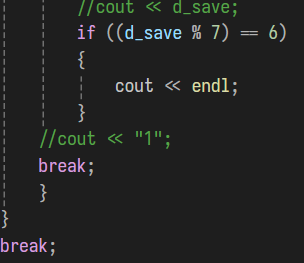 //cout << d_save;
if ((d_save % 7) == 6)
{
cout << endl;
}
//cout << "1";
break;
}
}
break;